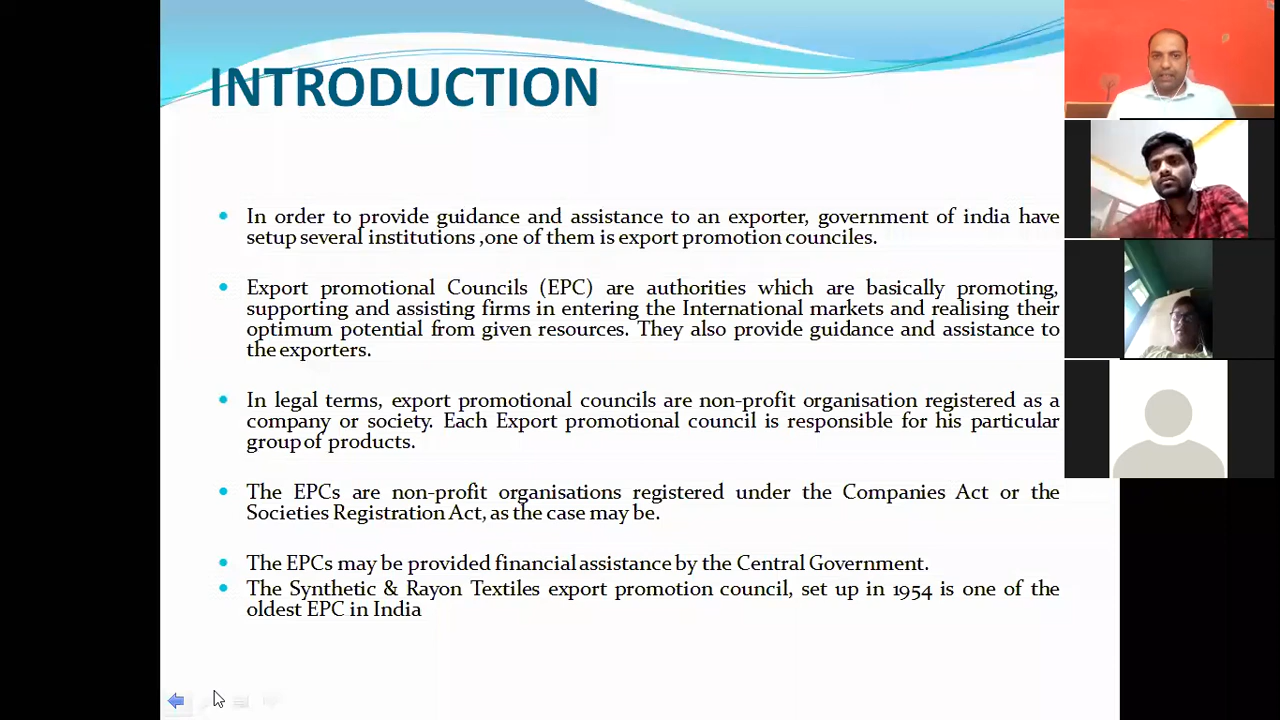 INTRODUCTION
In order to provide guidance and assistance to an exporter, government of india have
setup several institutions ,one of them is export promotion counciles.
Export promotional Councils (EPC) are authorities which are basically promoting,
supporting and assisting firms in entering the International markets and realising their
optimum potential from given resources. They also provide guidance and assistance to
the exporters.
In legal terms, export promotional councils are non-profit organisation registered as a
company or society. Each Export promotional council is responsible for his particular
group of products.
The EPCs are non-profit organisations registered under the Companies Act or the
Societies Registration Act, as the case may be.
The EPCs may be provided financial assistance by the Central Government.
The Synthetic & Rayon Textiles export promotion council, set up in 1954 is one of the
oldest EPC in India